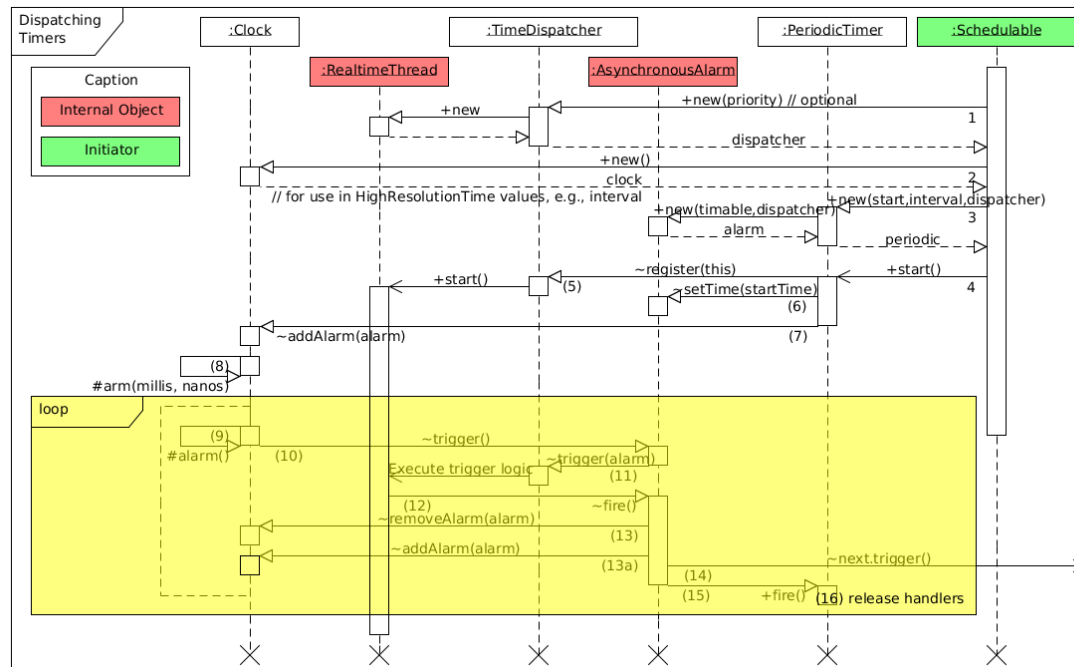 Dispatching
Timers
:Clock
:TimeDispatcher
:PeriodicTimer
:Schedulable
:RealtimeThread
:AsynchronousAlarm
Caption
Internal Object
Initiator
+new(priority) // optional
1
+new
dispatcher
+new()
2
clock
// for use in HighResolutionTime values, e.g., interval
+new(start,interval,dispatcher)
+new(timable,dispatcher)
3
alarm
periodic
~register(this)
+start()
+start()
(5)
4
~setTime(startTime)
(6)
~addAlarm(alarm)
(7)
(8)
#arm(millis, nanos)
loop
(9)
~trigger()
#alarm()
(10)
~trigger(alarm)
Execute trigger logic
(11)
(12)
~fire()
~removeAlarm(alarm)
(13)
~addAlarm(alarm)
(13a)
~next.trigger()
(14)
(15)
+fire()
(16) release handlers